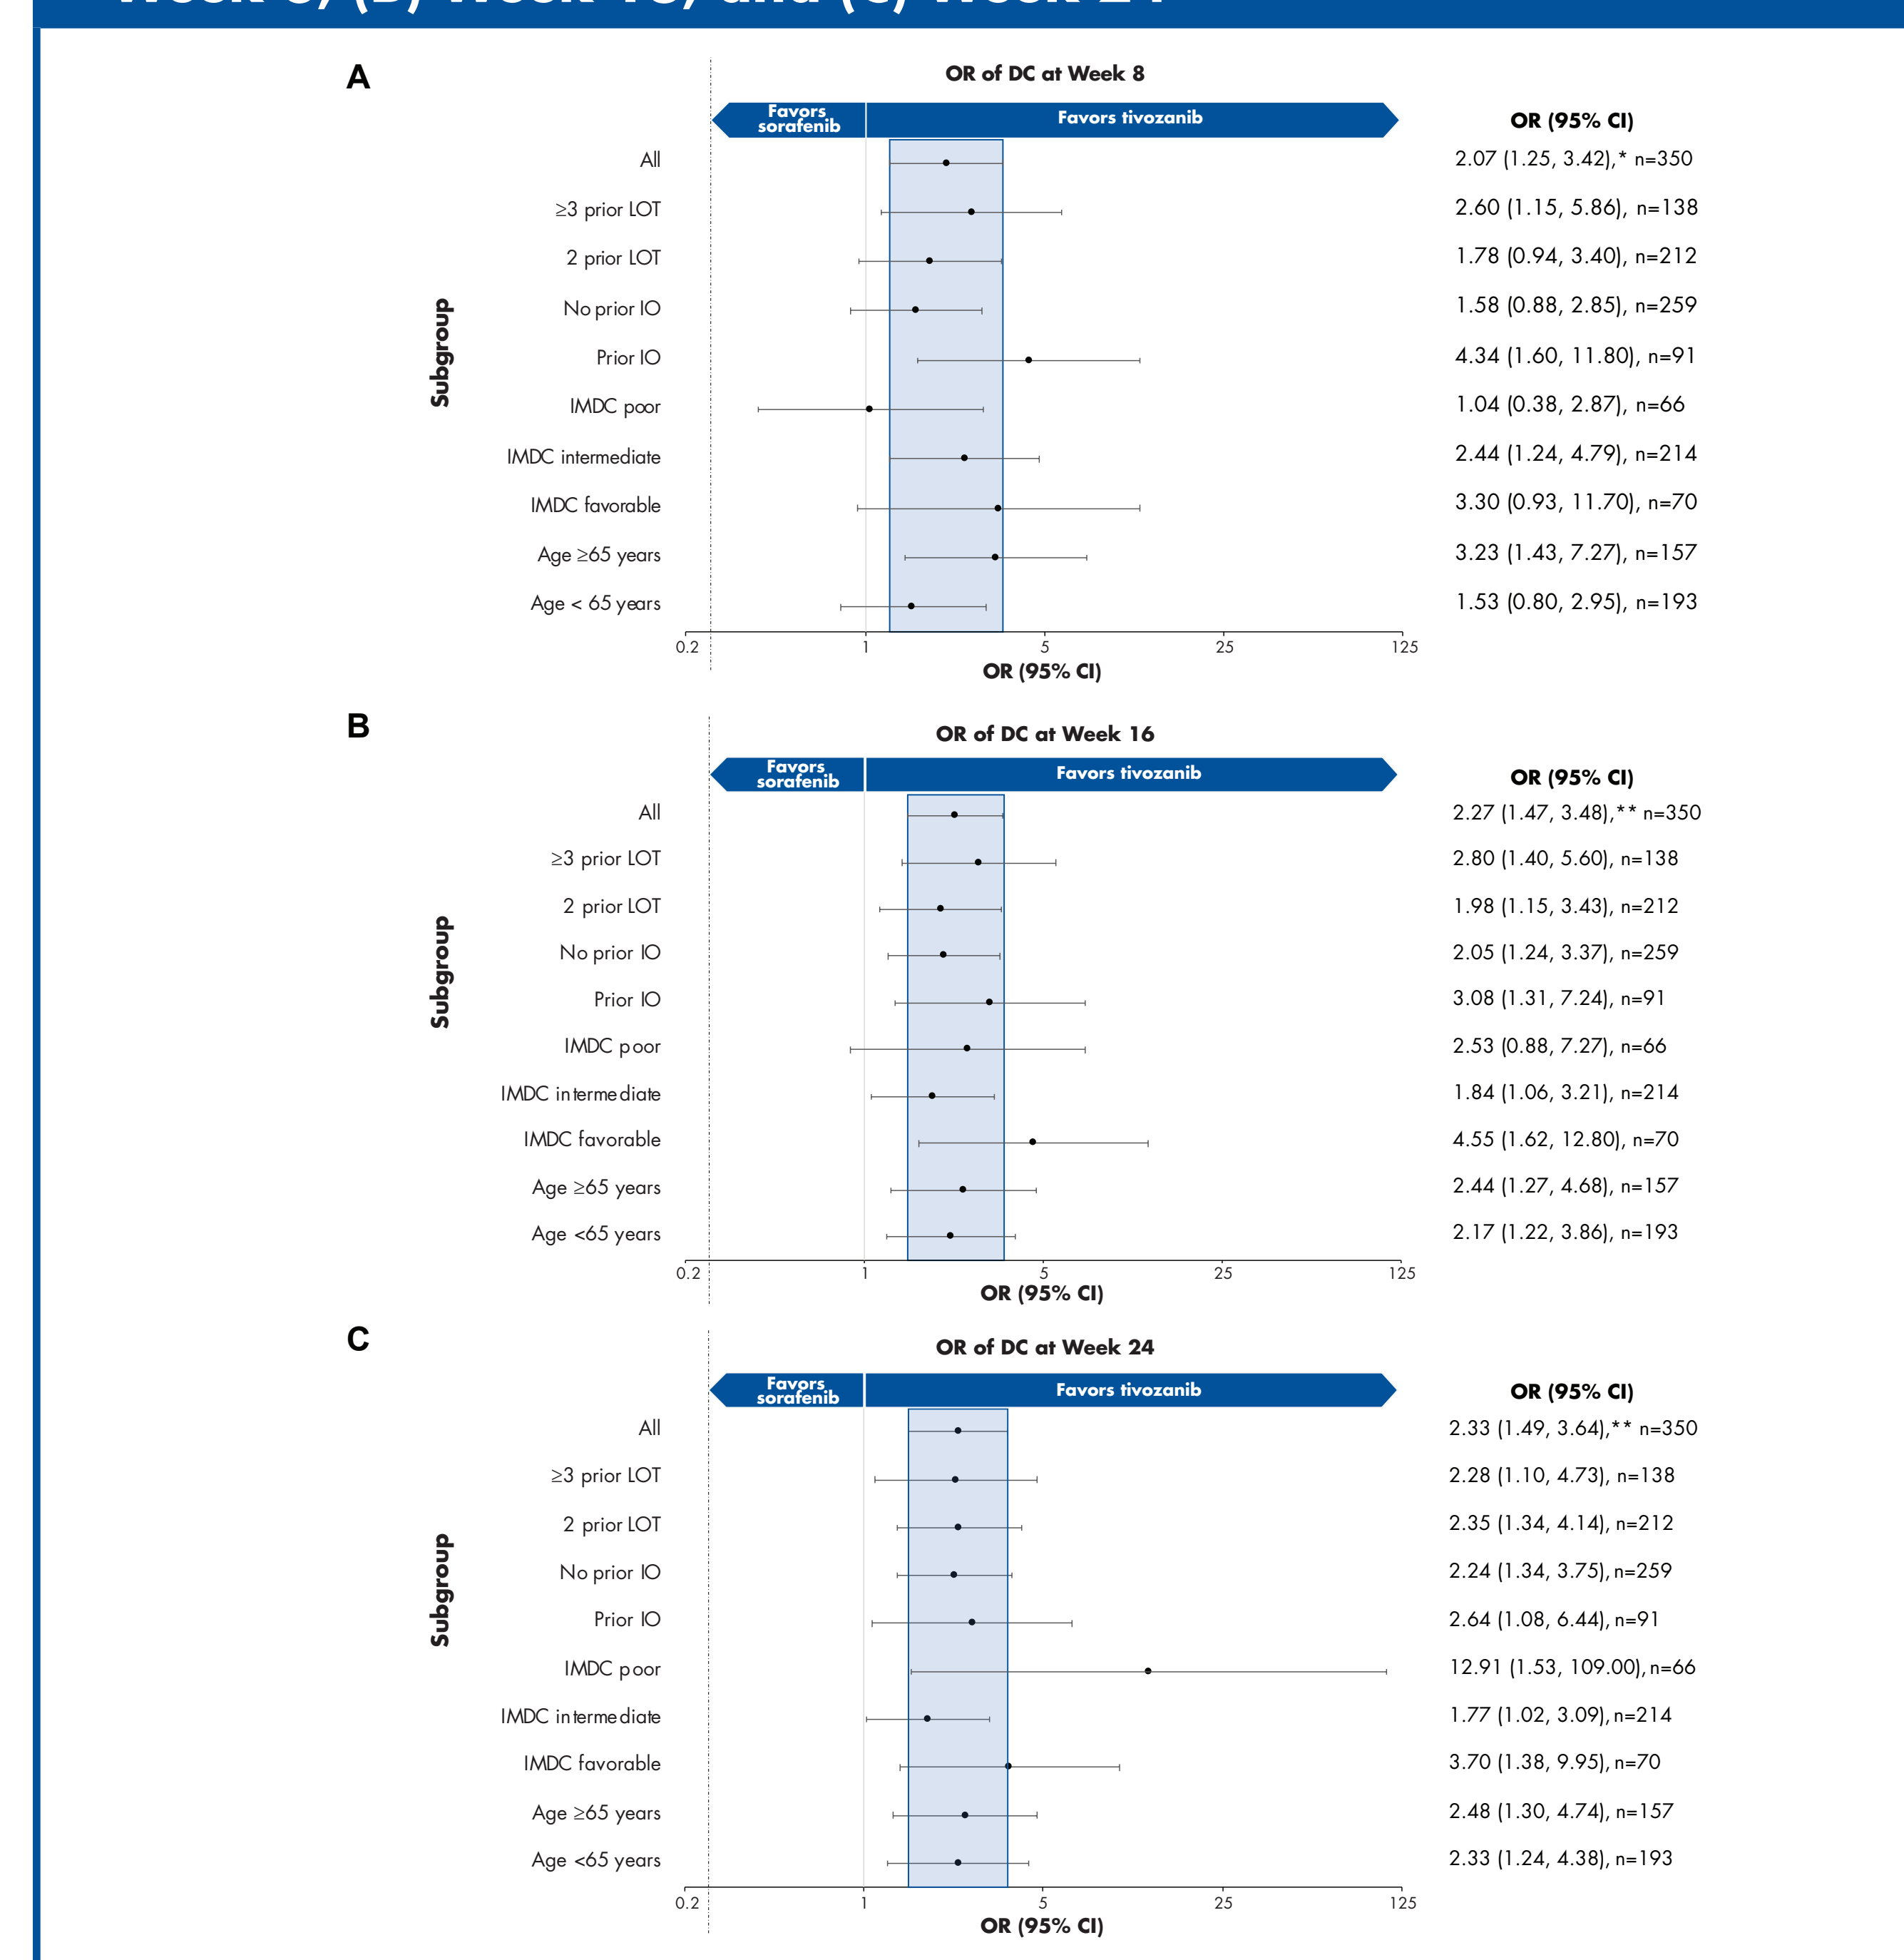 Week 8, (B) Week 16, and (C) Week 24
A
OR of DC at Week 8
Favors sorafenib
Favors tivozanib
OR (95% CI)
Subgroup
All 2.07 (1.25, 3.42),* n=350
≥3 prior LOT 2.60 (1.15, 5.86), n=138
2 prior LOT 1.78 (0.94, 3.40), n=212
No prior IO 1.58 (0.88, 2.85), n=259
Prior IO 4.34 (1.60, 11.80), n=91
IMDC poor 1.04 (0.38, 2.87), n=66
IMDC intermediate 2.44 (1.24, 4.79), n=214
IMDC favorable 3.30 (0.93, 11.70), n=70
Age ≥65 years 3.23 (1.43, 7.27), n=157
Age < 65 years 1.53 (0.80, 2.95), n=193
0.2 1 5 25 125
OR (95% CI)
B
OR of DC at Week 16
Favors sorafenib
Favors tivozanib
OR (95% CI)
Subgroup
All 2.27 (1.47, 3.48),** n=350
≥3 prior LOT 2.80 (1.40, 5.60), n=138
2 prior LOT 1.98 (1.15, 3.43), n=212
No prior IO 2.05 (1.24, 3.37), n=259
Prior IO 3.08 (1.31, 7.24), n=91
IMDC poor 2.53 (0.88, 7.27), n=66
IMDC intermediate 1.84 (1.06, 3.21), n=214
IMDC favorable 4.55 (1.62, 12.80), n=70
Age ≥65 years 2.44 (1.27, 4.68), n=157
Age <65 years 2.17 (1.22, 3.86), n=193
0.2 1 5 25 125
OR (95% CI)
C
OR of DC at Week 24
Favors sorafenib
Favors tivozanib
OR (95% CI)
Subgroup
All 2.33 (1.49, 3.64),** n=350
≥3 prior LOT 2.28 (1.10, 4.73), n=138
2 prior LOT 2.35 (1.34, 4.14), n=212
No prior IO 2.24 (1.34, 3.75), n=259
Prior IO 2.64 (1.08, 6.44), n=91
IMDC poor 12.91 (1.53, 109.00), n=66
IMDC intermediate 1.77 (1.02, 3.09), n=214
IMDC favorable 3.70 (1.38, 9.95), n=70
Age ≥65 years 2.48 (1.30, 4.74), n=157
Age <65 years 2.33 (1.24, 4.38), n=193
0.2 1 5 25 125
OR (95% CI)